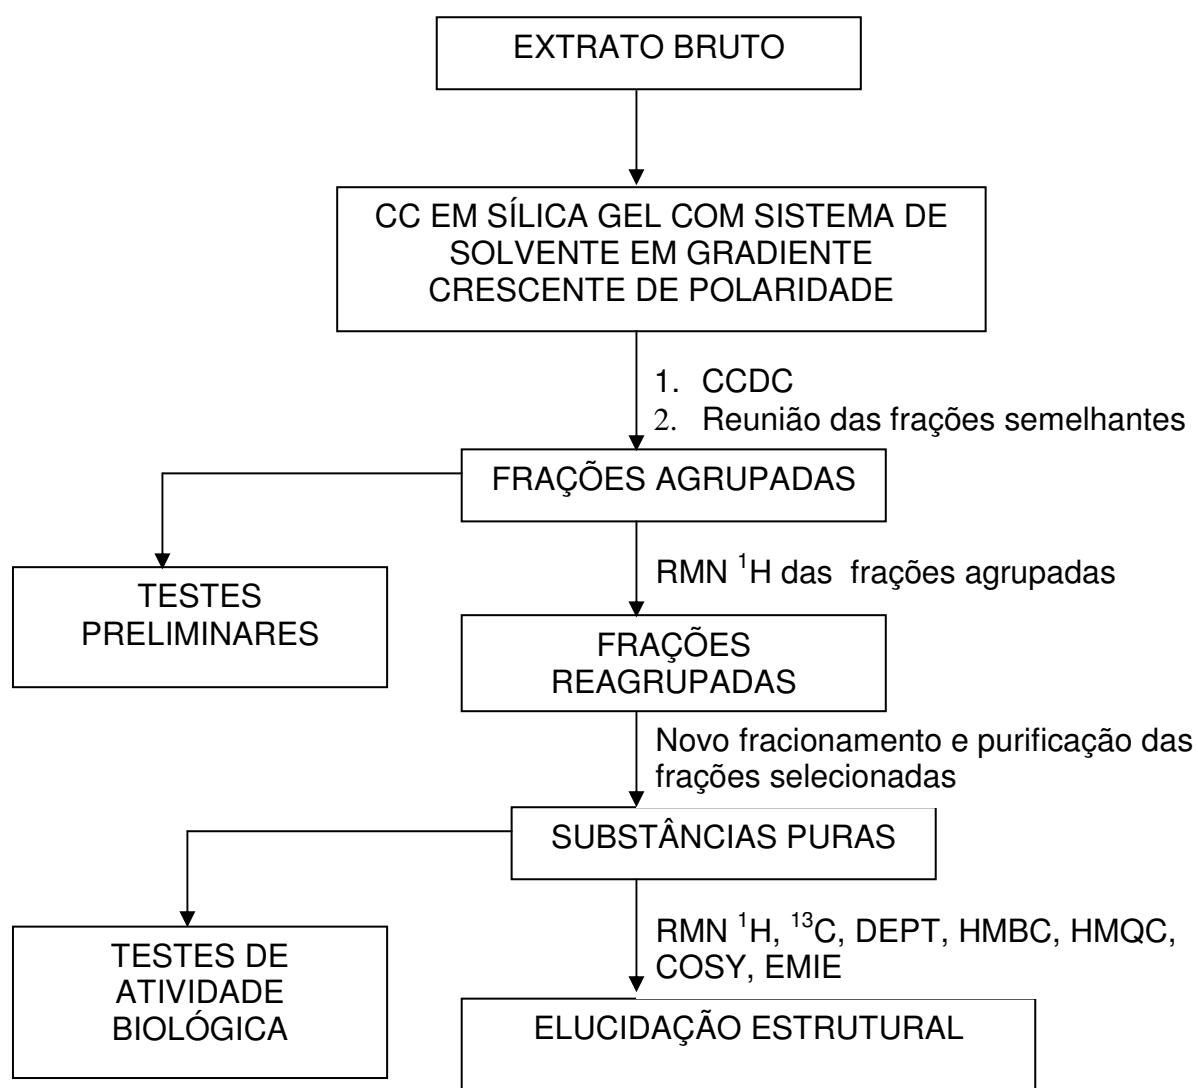 EXTRATO BRUTO
CC EM SÍLICA GEL COM SISTEMA DE
SOLVENTE EM GRADIENTE
CRESCENTE DE POLARIDADE
1. CCDC
2. Reunião das frações semelhantes
FRAÇÕES AGRUPADAS
RMN ¹H das frações agrupadas
TESTES
PRELIMINARES
FRAÇÕES
REAGRUPADAS
Novo fracionamento e purificação das
frações selecionadas
SUBSTÂNCIAS PURAS
RMN ¹H, ¹³C, DEPT, HMBC, HMQC,
COSY, EMIE
TESTES DE
ATIVIDADE
BIOLÓGICA
ELUCIDAÇÃO ESTRUTURAL